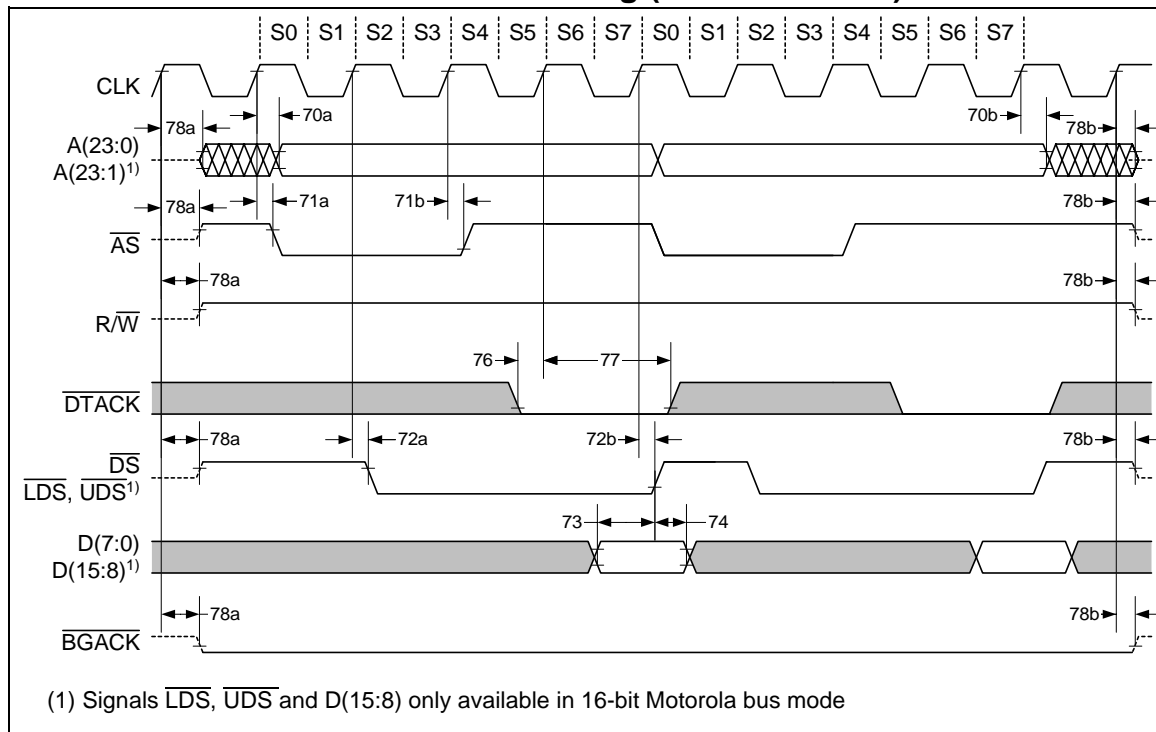 S0 S1 S2 S3 S4 S5 S6 S7 S0 S1 S2 S3 S4 S5 S6 S7
CLK
70a 70b
78a 78b
A(23:0)
A(23:1)1)
71a 71b
78a 78b
AS
78a 78b
R/W
76 77
DTACK
78a 72a 72b 78b
DS
LDS, UDS1)
73 74
D(7:0)
D(15:8)1)
78a 78b
BGACK
(1) Signals LDS, UDS and D(15:8) only available in 16-bit Motorola bus mode